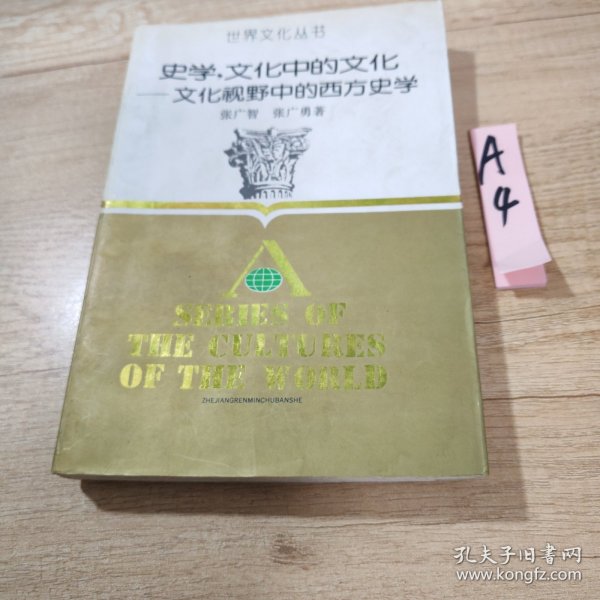 世界文化丛书
史学,文化中的文化
——文化视野中的西方史学
张广智 张广勇著
A
SERIES OF
THE CULTURES
OF THE WORLD
ZHEJIANGRENMINCHUBANSHE
A
4
孔夫子旧书网
www.kongfz.com